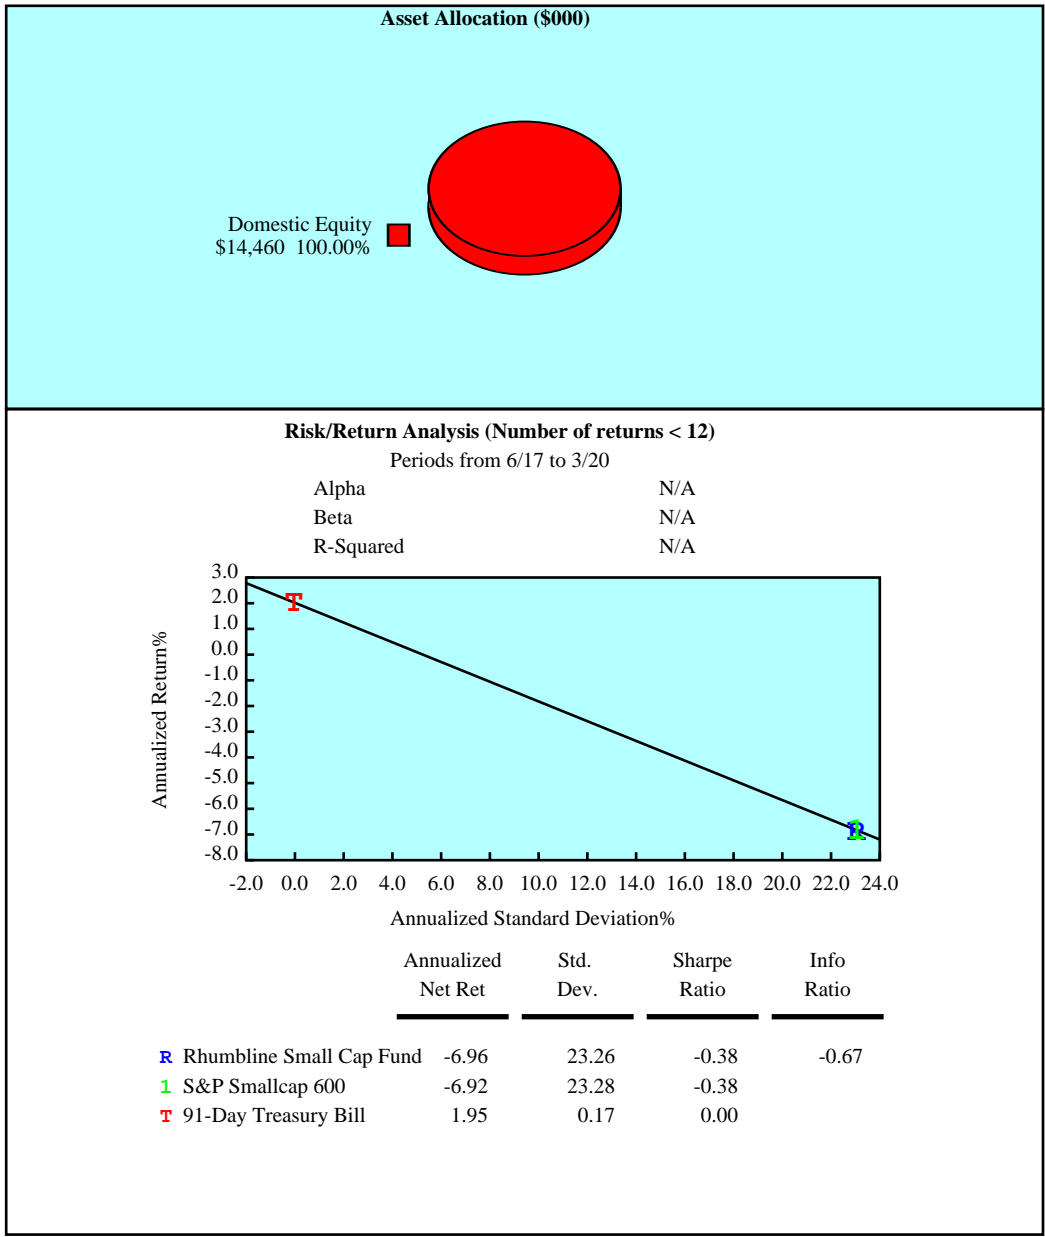 Asset Allocation ($000)
Domestic Equity
$14,460 100.00%
Risk/Return Analysis (Number of returns < 12)
Periods from 6/17 to 3/20
Alpha N/A
Beta N/A
R-Squared N/A
3.0
2.0
1.0
0.0
-1.0
-2.0
-3.0
-4.0
-5.0
-6.0
-7.0
-8.0
Annualized Return%
T
R
1
-2.0 0.0 2.0 4.0 6.0 8.0 10.0 12.0 14.0 16.0 18.0 20.0 22.0 24.0
Annualized Standard Deviation%
Annualized Std. Sharpe Info
Net Ret Dev. Ratio Ratio
R Rhumbline Small Cap Fund -6.96 23.26 -0.38 -0.67
1 S&P Smallcap 600 -6.92 23.28 -0.38
T 91-Day Treasury Bill 1.95 0.17 0.00